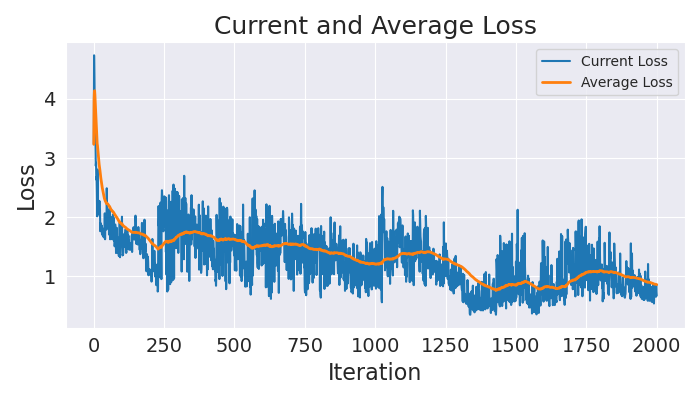 Current and Average Loss
Current Loss
Average Loss
Loss
4
3
2
1
0 250 500 750 1000 1250 1500 1750 2000
Iteration